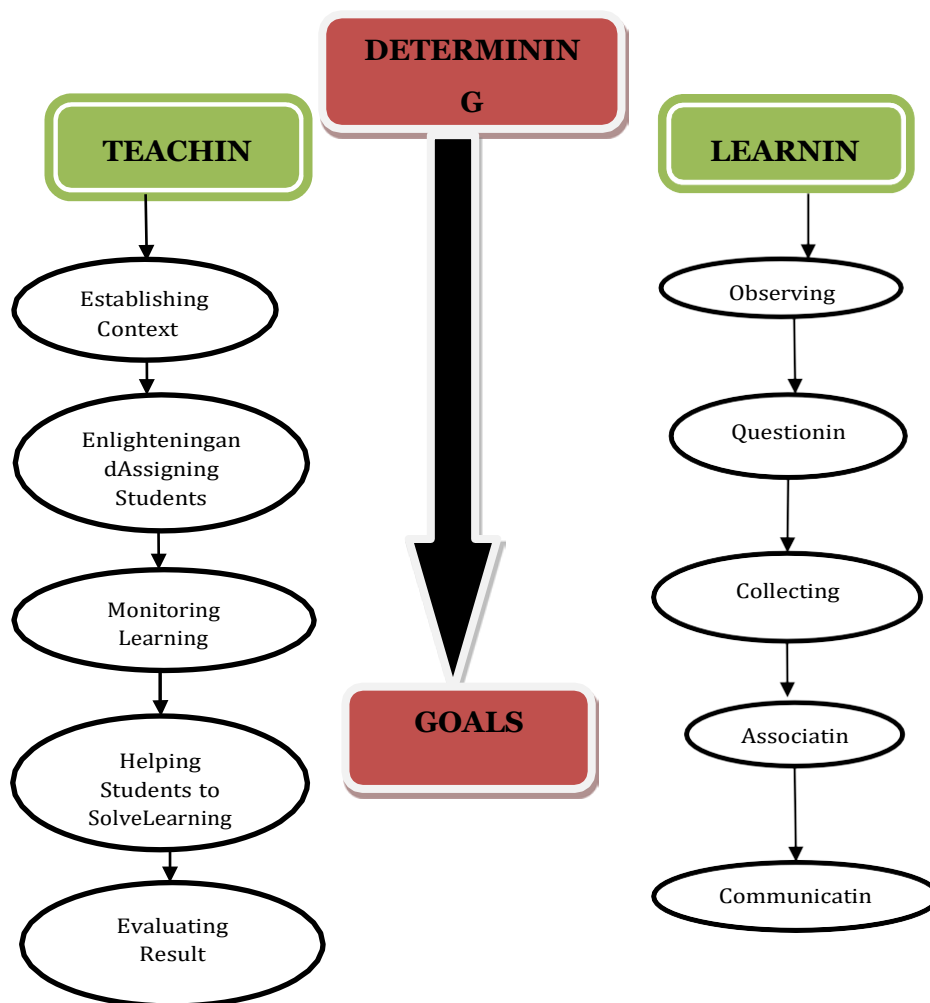 DETERMININ
G
TEACHIN
LEARNIN
Establishing
Context
Observing
Enlighteningan
dAssigning
Students
Questionin
Monitoring
Learning
Collecting
GOALS
Associatin
Helping
Students to
SolveLearning
Communicatin
Evaluating
Result